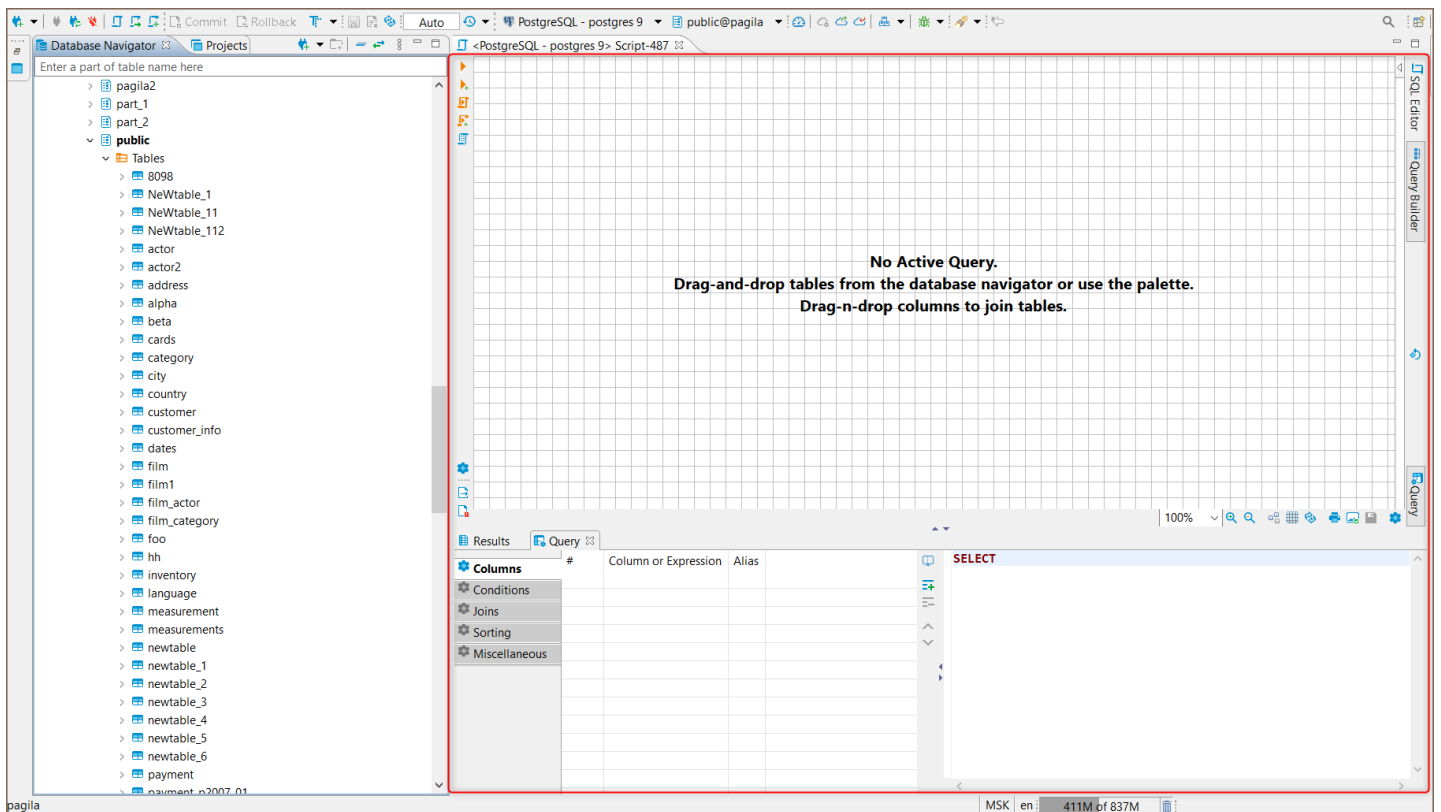 Commit Rollback T Auto PostgreSQL - postgres 9 public@pagila
Database Navigator Projects
<PostgreSQL - postgres 9> Script-487
Enter a part of table name here
pagila2
part_1
part_2
public
Tables
8098
NeWtable_1
NeWtable_11
NeWtable_112
actor
actor2
address
alpha
beta
cards
category
city
country
customer
customer_info
dates
film
film1
film_actor
film_category
foo
hh
inventory
language
measurement
measurements
newtable
newtable_1
newtable_2
newtable_3
newtable_4
newtable_5
newtable_6
payment
payment_p2007_01
No Active Query.
Drag-and-drop tables from the database navigator or use the palette.
Drag-n-drop columns to join tables.
SQL Editor
Query Builder
Query
100%
Results Query
Columns
Conditions
Joins
Sorting
Miscellaneous
# Column or Expression Alias
SELECT
pagila
MSK en 411M of 837M